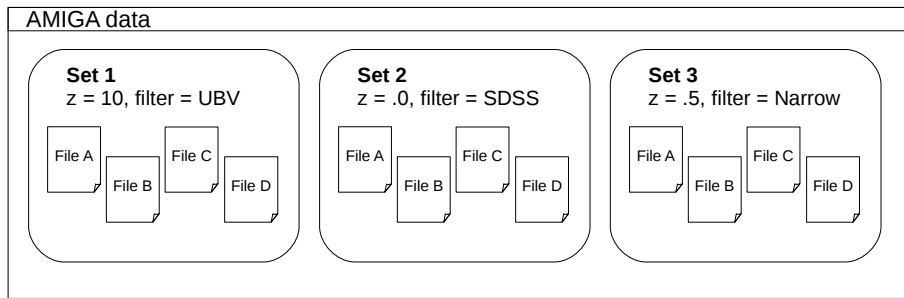 AMIGA data
Set 1
z = 10, filter = UBV
File A
File B
File C
File D
Set 2
z = .0, filter = SDSS
File A
File B
File C
File D
Set 3
z = .5, filter = Narrow
File A
File B
File C
File D